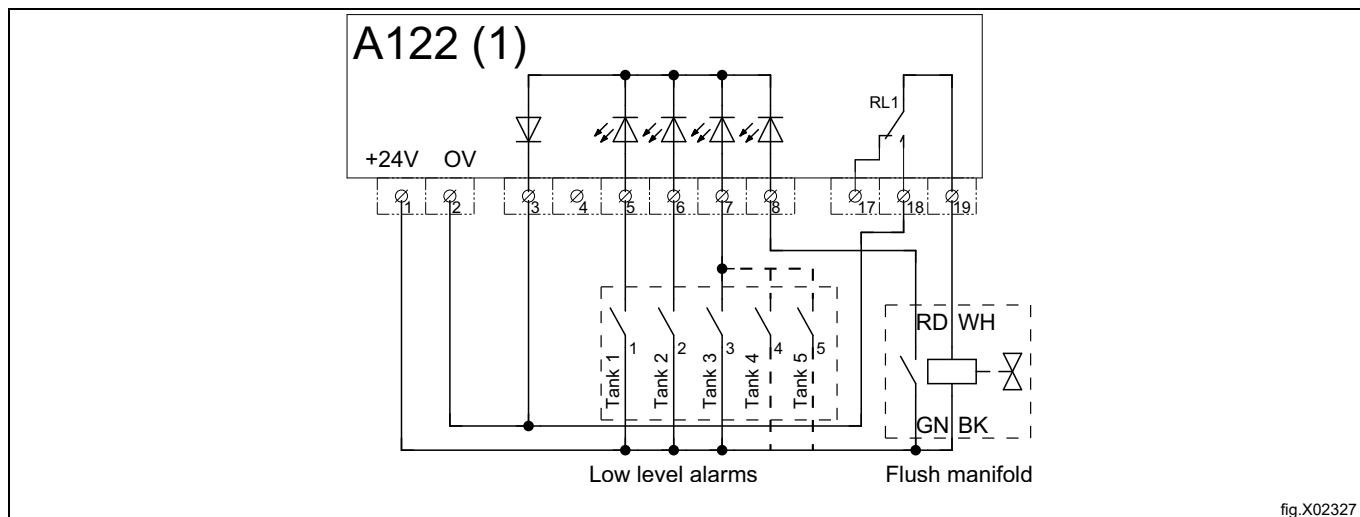 A122 (1)
RL1
+24V OV
1 2 3 4 5 6 7 8 17 18 19
RD WH
1 2 3 4 5
Tank 1 Tank 2 Tank 3 Tank 4 Tank 5
GN BK
Low level alarms Flush manifold
fig.X02327